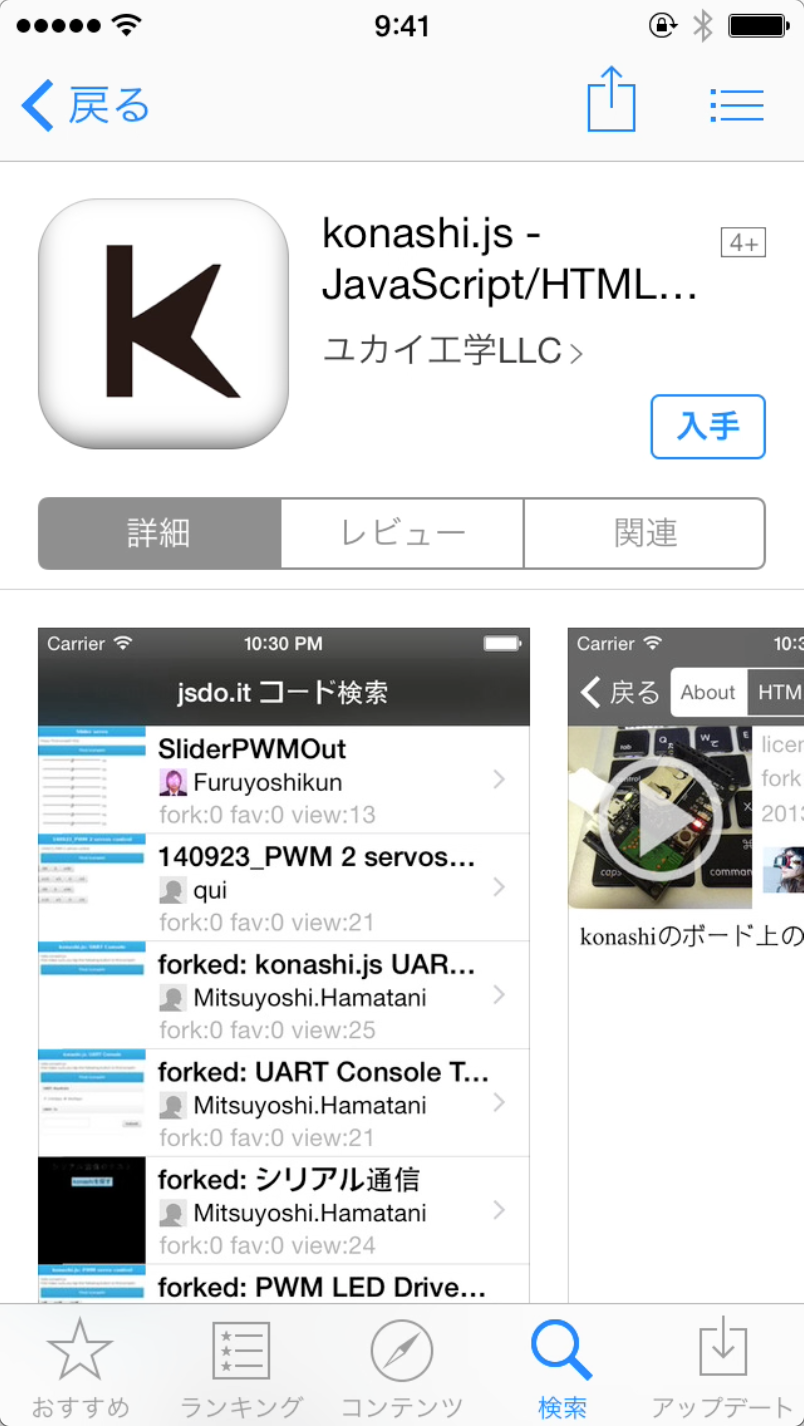 9:41
戻る
konashi.js -
JavaScript/HTML...
4+
ユカイ工学LLC
入手
詳細
レビュー
関連
Carrier
10:30 PM
jsdo.it コード検索
SliderPWMOut
Furuyoshikun
fork:0 fav:0 view:13
140923_PWM 2 servos...
qui
fork:0 fav:0 view:21
forked: konashi.js UAR...
Mitsuyoshi.Hamatani
fork:0 fav:0 view:25
forked: UART Console T...
Mitsuyoshi.Hamatani
fork:0 fav:0 view:21
forked: シリアル通信
Mitsuyoshi.Hamatani
fork:0 fav:0 view:24
forked: PWM LED Drive...
Carrier
10:3
戻る
About
HTM
licen
fork
2013
konashiのボード上の
おすすめ
ランキング
コンテンツ
検索
アップデート